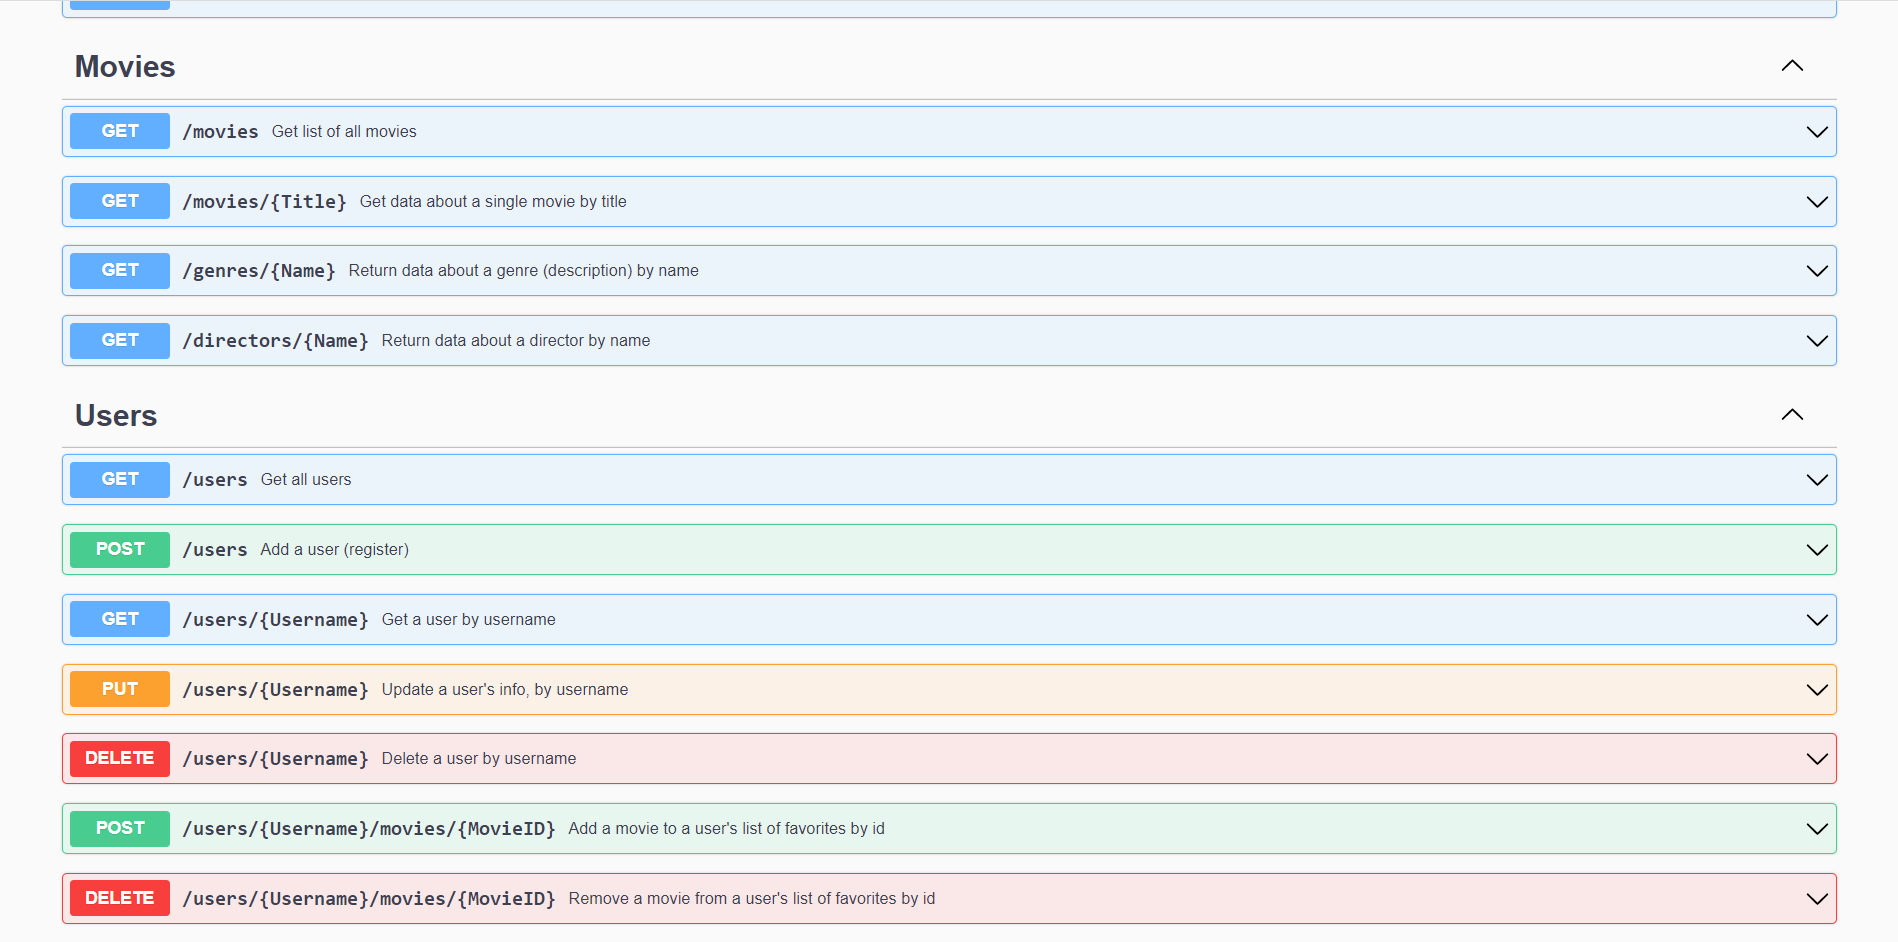 Movies
GET /movies Get list of all movies
GET /movies/{Title} Get data about a single movie by title
GET /genres/{Name} Return data about a genre (description) by name
GET /directors/{Name} Return data about a director by name
Users
GET /users Get all users
POST /users Add a user (register)
GET /users/{Username} Get a user by username
PUT /users/{Username} Update a user's info, by username
DELETE /users/{Username} Delete a user by username
POST /users/{Username}/movies/{MovieID} Add a movie to a user's list of favorites by id
DELETE /users/{Username}/movies/{MovieID} Remove a movie from a user's list of favorites by id